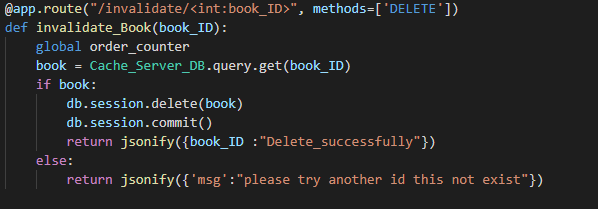 @app.route("/invalidate/<int:book_ID>", methods=['DELETE'])
def invalidate_Book(book_ID):
    global order_counter
    book = Cache_Server_DB.query.get(book_ID)
    if book:
        db.session.delete(book)
        db.session.commit()
        return jsonify({book_ID :"Delete_successfully"})
    else:
        return jsonify({'msg':"please try another id this not exist"})